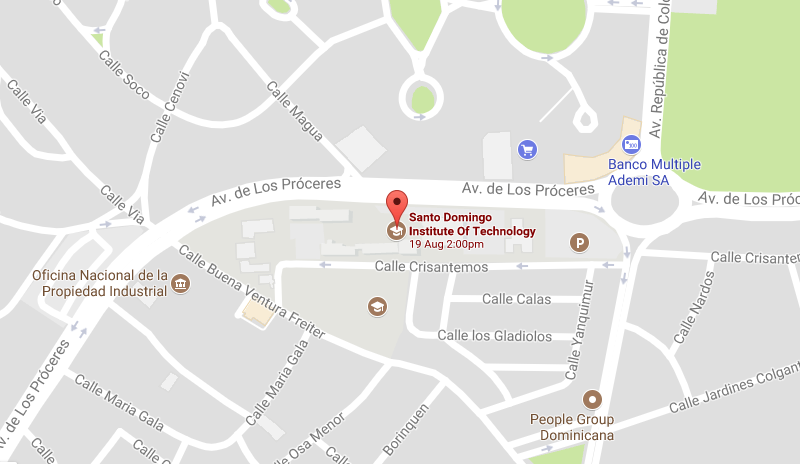 Calle Soco
Calle Cenovi
Calle Via
Calle Magua
Av. República de Colo
Banco Multiple
Ademi SA
Calle Via
Av. de Los Próceres
Av. de Los Próceres
Av. de Los Próc
Santo Domingo
Institute Of Technology
19 Aug 2:00pm
P
Oficina Nacional de la
Propiedad Industrial
Calle Buena Ventura Freiter
Calle Crisantemos
Calle Crisantem
Calle Calas
Calle los Gladiolos
Calle Yanquimur
Calle Nardos
Av. de Los Próceres
Calle Maria Gala
Calle Maria Gala
Calle Osa Menor
Borinquen
Calle Jardines Colgant
People Group
Dominicana